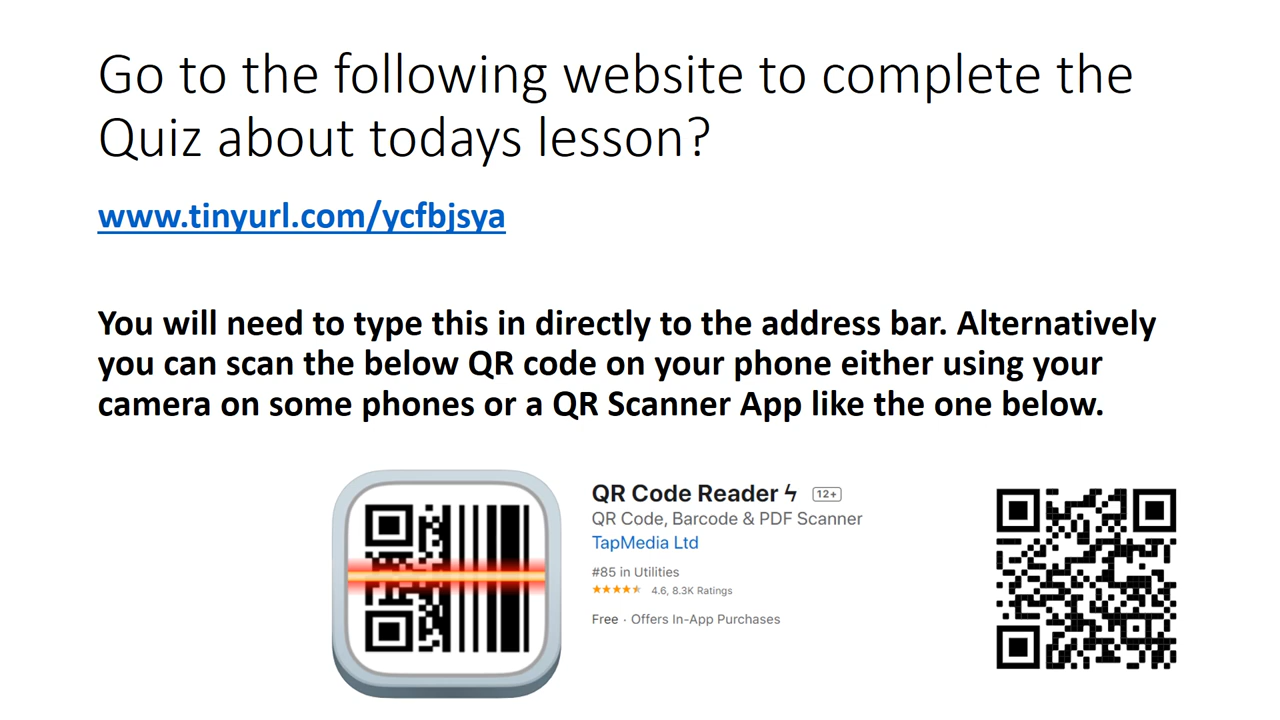 Go to the following website to complete the
Quiz about todays lesson?
www.tinyurl.com/ycfbjsya
You will need to type this in directly to the address bar. Alternatively
you can scan the below QR code on your phone either using your
camera on some phones or a QR Scanner App like the one below.
QR Code Reader ϟ 12+
QR Code, Barcode & PDF Scanner
TapMedia Ltd
#85 in Utilities
★★★★⯪ 4.6, 8.3K Ratings
Free · Offers In-App Purchases